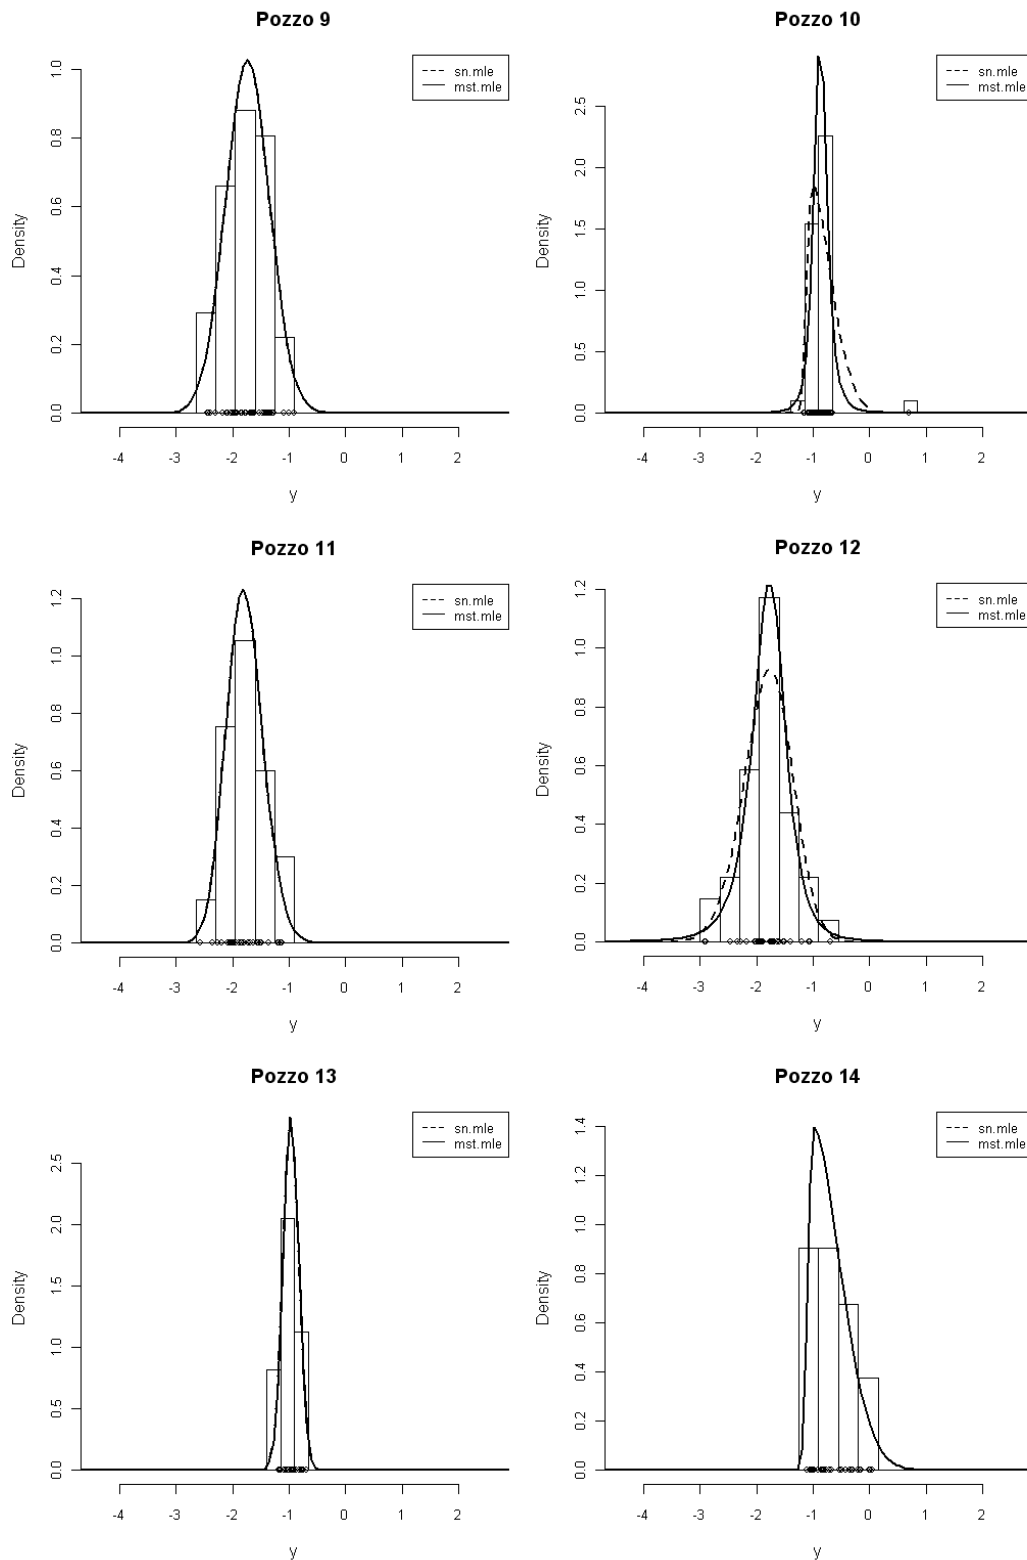 Pozzo 9
sn.mle
mst.mle
Density
0.0 0.2 0.4 0.6 0.8 1.0
-4 -3 -2 -1 0 1 2
y
Pozzo 10
sn.mle
mst.mle
Density
0.0 0.5 1.0 1.5 2.0 2.5
-4 -3 -2 -1 0 1 2
y
Pozzo 11
sn.mle
mst.mle
Density
0.0 0.2 0.4 0.6 0.8 1.0 1.2
-4 -3 -2 -1 0 1 2
y
Pozzo 12
sn.mle
mst.mle
Density
0.0 0.2 0.4 0.6 0.8 1.0 1.2
-4 -3 -2 -1 0 1 2
y
Pozzo 13
sn.mle
mst.mle
Density
0.0 0.5 1.0 1.5 2.0 2.5
-4 -3 -2 -1 0 1 2
y
Pozzo 14
sn.mle
mst.mle
Density
0.0 0.2 0.4 0.6 0.8 1.0 1.2 1.4
-4 -3 -2 -1 0 1 2
y